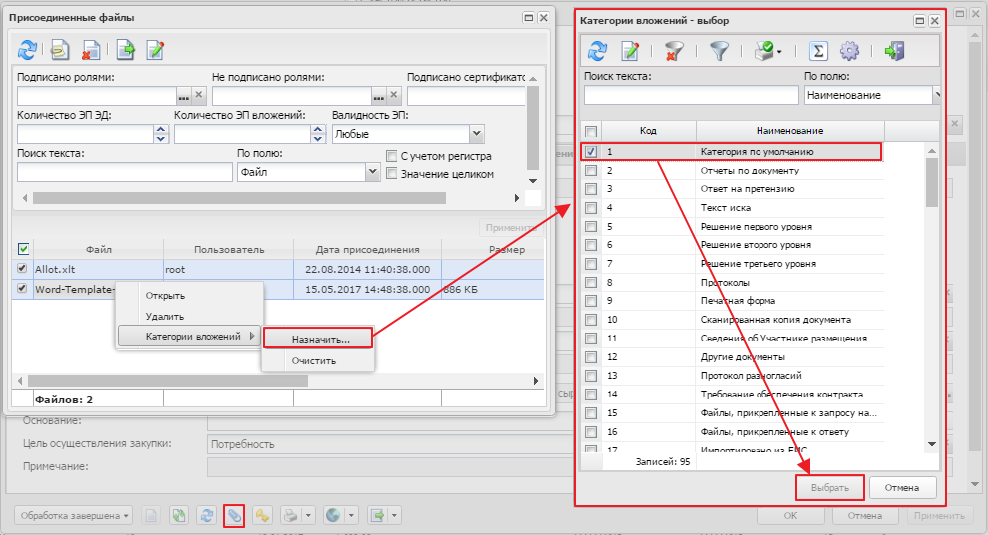 Присоединенные файлы
Подписано ролями:
Не подписано ролями:
Подписано сертификато
Количество ЭП ЭД:
Количество ЭП вложений:
Валидность ЭП:
Любые
Поиск текста:
По полю:
Файл
С учетом регистра
Значение целиком
Применить
Файл Пользователь Дата присоединения Размер
Allot.xlt root 22.08.2014 11:40:38.000
Word-Template- 15.05.2017 14:48:38.000 886 КБ
Открыть
Удалить
Категории вложений
Назначить...
Очистить
Файлов: 2
Категории вложений - выбор
Поиск текста:
По полю:
Наименование
Код Наименование
1 Категория по умолчанию
2 Отчеты по документу
3 Ответ на претензию
4 Текст иска
5 Решение первого уровня
6 Решение второго уровня
7 Решение третьего уровня
8 Протоколы
9 Печатная форма
10 Сканированная копия документа
11 Сведения об Участнике размещения
12 Другие документы
13 Протокол разногласий
14 Требование обеспечения контракта
15 Файлы, прикрепленные к запросу на...
16 Файлы, прикрепленные к ответу
17 Импортировано из ЕИС
Записей: 95
Выбрать
Отмена
Основание:
Цель осуществления закупки:
Потребность
Примечание:
Обработка завершена
OK
Отмена
Применить